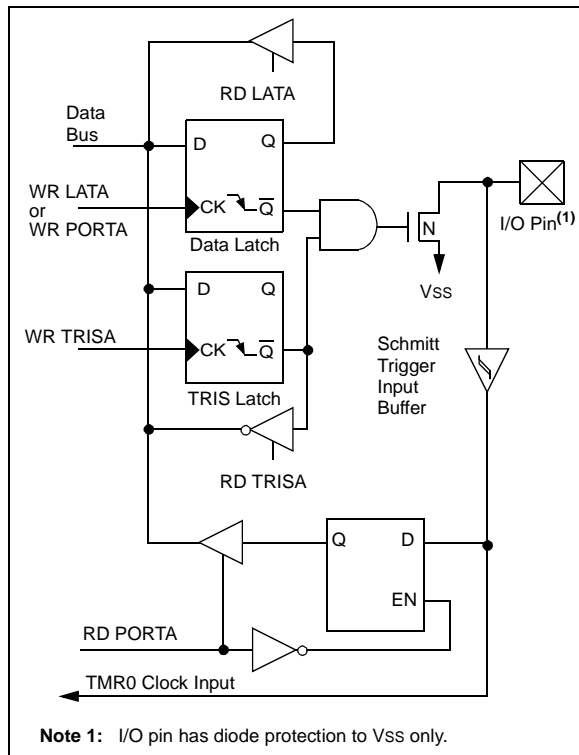 RD LATA
Data
Bus
D
Q
WR LATA
or
WR PORTA
CK
Q
I/O Pin(1)
N
Data Latch
VSS
D
Q
WR TRISA
CK
Q
Schmitt
Trigger
Input
Buffer
TRIS Latch
RD TRISA
Q
D
EN
RD PORTA
TMR0 Clock Input
Note 1: I/O pin has diode protection to VSS only.